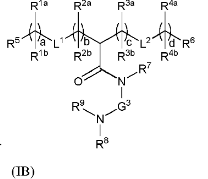 R1a R2a R3a R4a
R5 ( )a L1 ( )b ( )c L2 ( )d R6
R1b R2b R3b R4b
O N R7
R9 G3
N
R8
(IB)